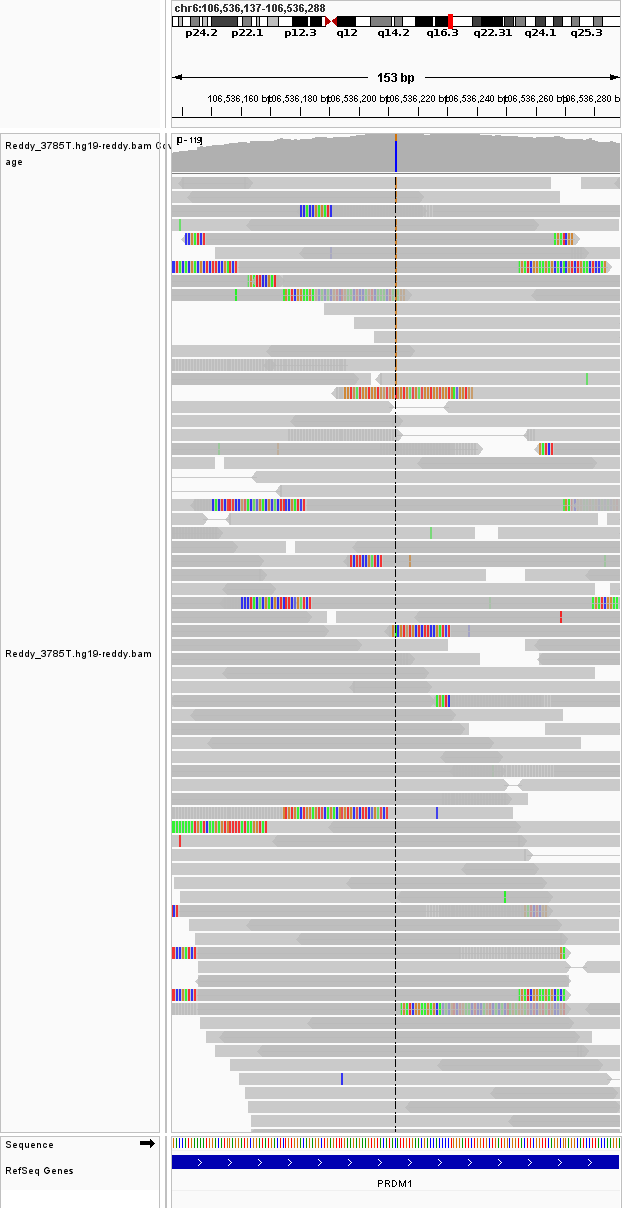 chr6:106,536,137-106,536,288
p24.2 p22.1 p12.3 q12 q14.2 q16.3 q22.31 q24.1 q25.3
153 bp
106,536,160 bp 106,536,180 bp 106,536,200 bp 106,536,220 bp 106,536,240 bp 106,536,260 bp 106,536,280 b
Reddy_3785T.hg19-reddy.bam Cov
age
[0 - 119]
Reddy_3785T.hg19-reddy.bam
Sequence
RefSeq Genes
PRDM1